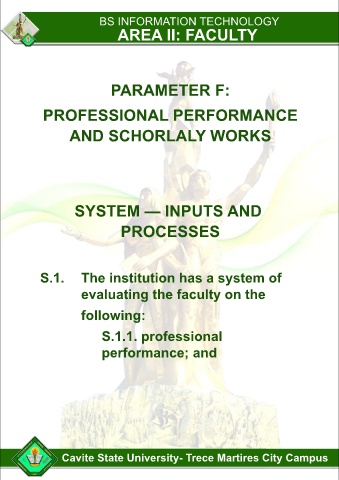 BS INFORMATION TECHNOLOGY
AREA II: FACULTY
PARAMETER F:
PROFESSIONAL PERFORMANCE
AND SCHORLALY WORKS
SYSTEM — INPUTS AND
PROCESSES
S.1. The institution has a system of
evaluating the faculty on the
following:
S.1.1. professional
performance; and
Cavite State University- Trece Martires City Campus